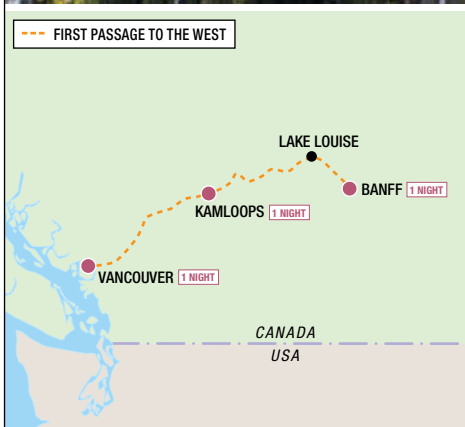 FIRST PASSAGE TO THE WEST
LAKE LOUISE
BANFF 1 NIGHT
KAMLOOPS 1 NIGHT
VANCOUVER 1 NIGHT
CANADA
USA